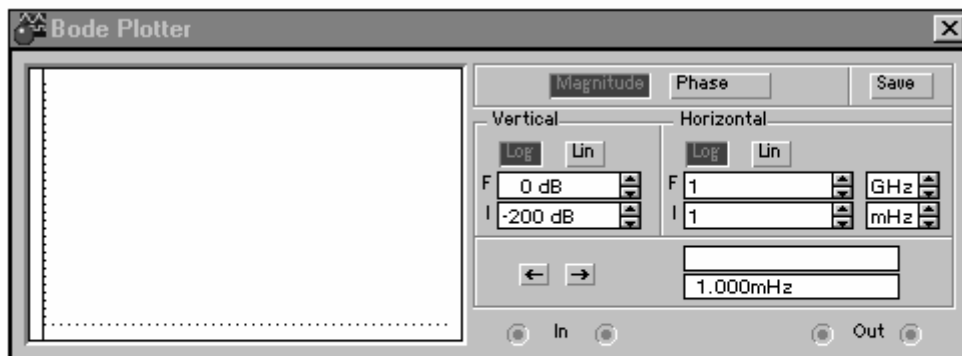 Bode Plotter
Magnitude Phase Save
Vertical Horizontal
Log Lin Log Lin
F 0 dB F 1 GHz
I -200 dB I 1 mHz
1.000mHz
In Out